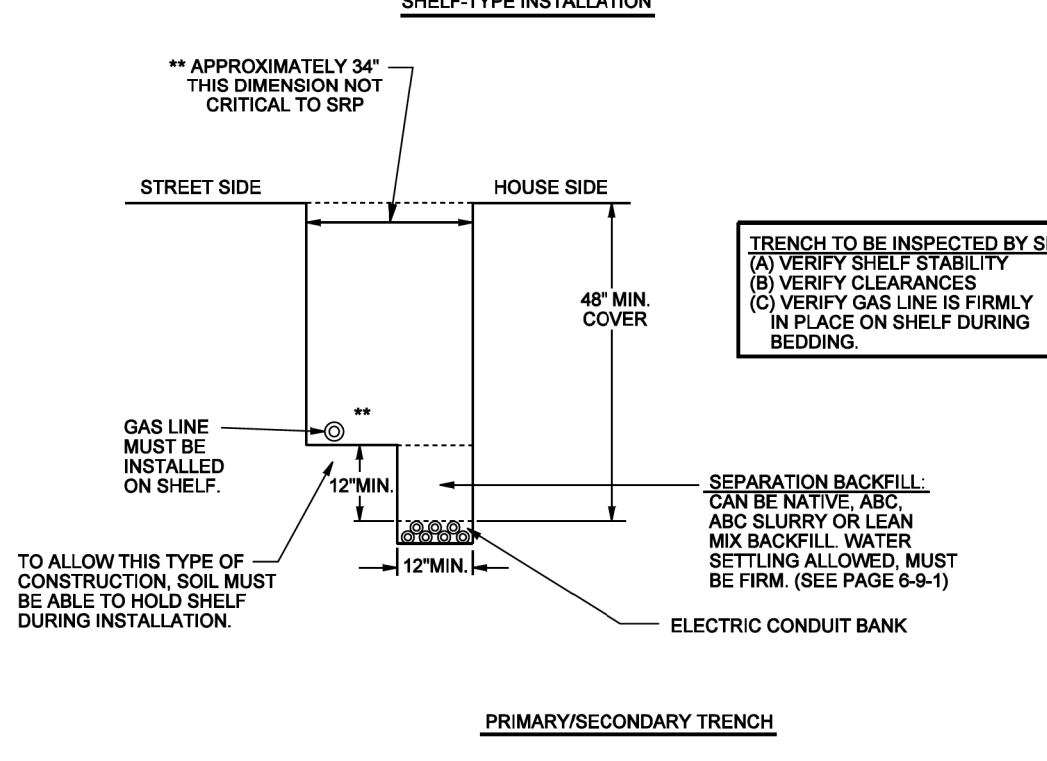 SHELF-TYPE INSTALLATION
** APPROXIMATELY 34"
THIS DIMENSION NOT
CRITICAL TO SRP
STREET SIDE
HOUSE SIDE
TRENCH TO BE INSPECTED BY
(A) VERIFY SHELF STABILITY
(B) VERIFY CLEARANCES
(C) VERIFY GAS LINE IS FIRMLY
IN PLACE ON SHELF DURING
BEDDING.
48" MIN.
COVER
**
GAS LINE
MUST BE
INSTALLED
ON SHELF.
12"MIN.
SEPARATION BACKFILL:
CAN BE NATIVE, ABC,
ABC SLURRY OR LEAN
MIX BACKFILL. WATER
SETTLING ALLOWED, MUST
BE FIRM. (SEE PAGE 6-9-1)
TO ALLOW THIS TYPE OF
CONSTRUCTION, SOIL MUST
BE ABLE TO HOLD SHELF
DURING INSTALLATION.
12"MIN.
ELECTRIC CONDUIT BANK
PRIMARY/SECONDARY TRENCH